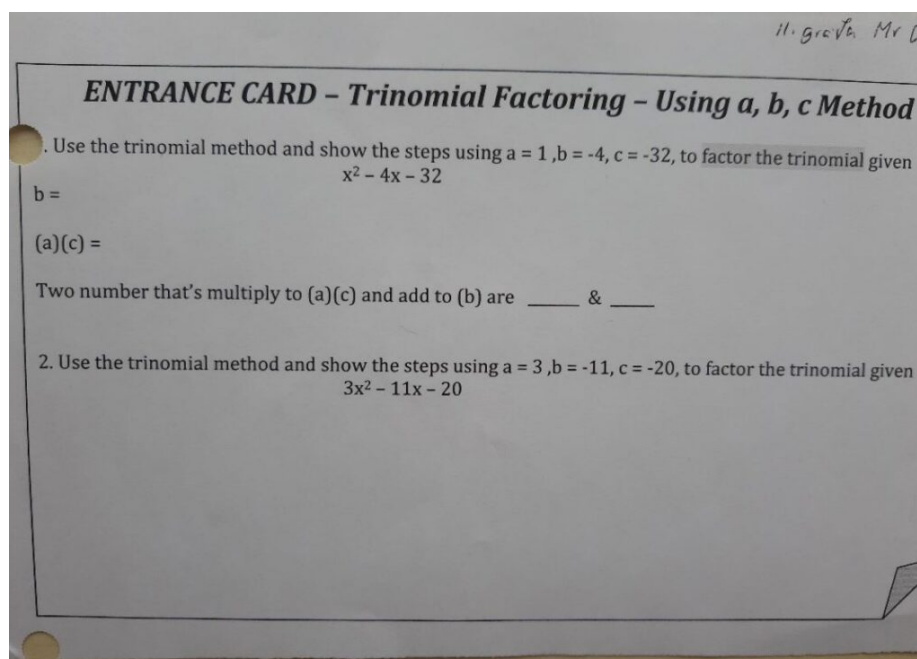 11. grade Mr
ENTRANCE CARD – Trinomial Factoring – Using a, b, c Method
. Use the trinomial method and show the steps using a = 1 ,b = -4, c = -32, to factor the trinomial given
x² – 4x – 32
b =
(a)(c) =
Two number that's multiply to (a)(c) and add to (b) are _____ & _____
2. Use the trinomial method and show the steps using a = 3 ,b = -11, c = -20, to factor the trinomial given
3x² – 11x – 20